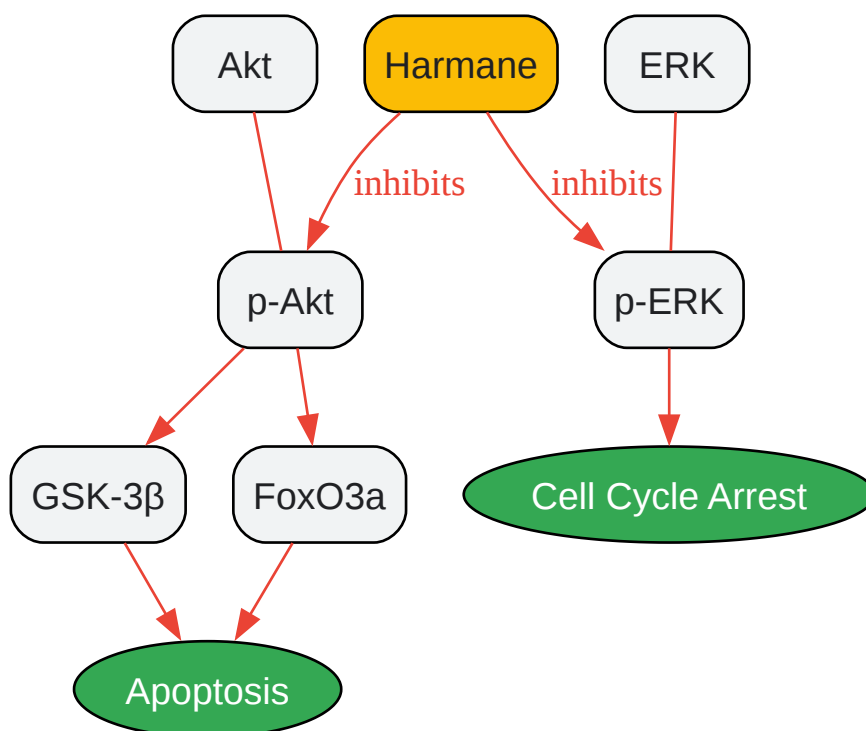 Akt
Harmane
ERK
inhibits
inhibits
p-Akt
p-ERK
GSK-3β
FoxO3a
Cell Cycle Arrest
Apoptosis